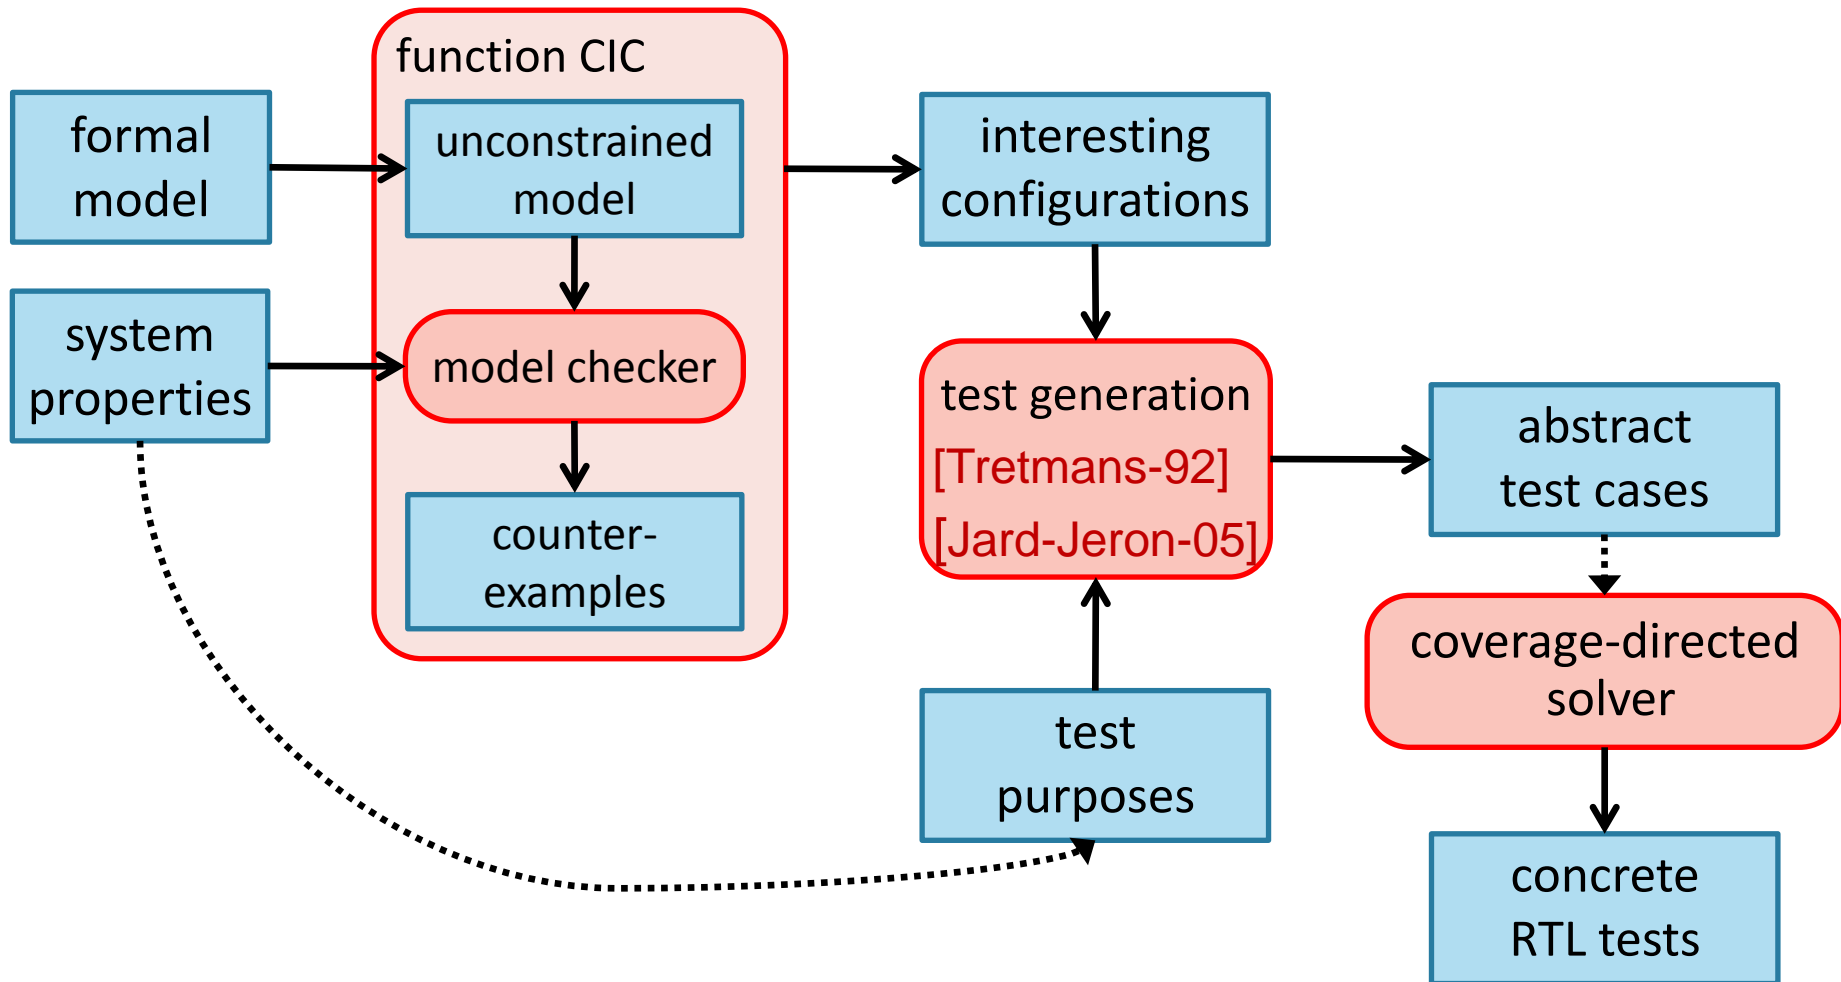 function CIC
formal
model
unconstrained
model
interesting
configurations
system
properties
model checker
counter-
examples
test generation
[Tretmans-92]
[Jard-Jeron-05]
abstract
test cases
test
purposes
coverage-directed
solver
concrete
RTL tests